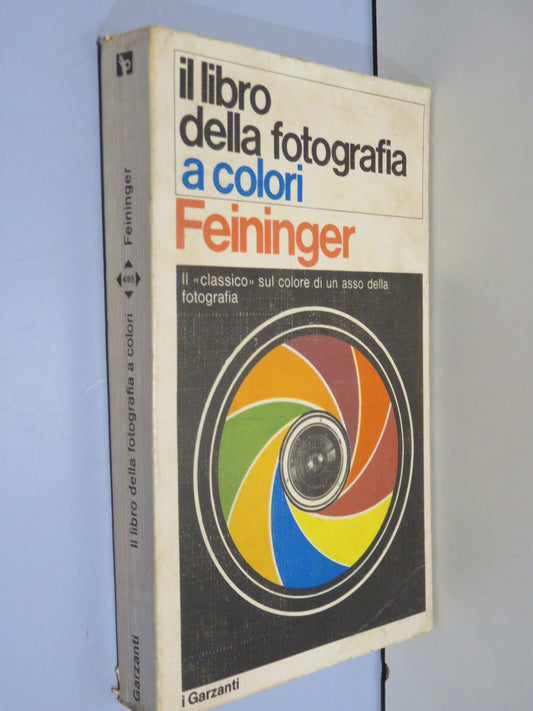 il libro
della fotografia
a colori
Feininger
Il «classico» sul colore di un asso della
fotografia
i Garzanti
Feininger
495
Il libro della fotografia a colori
Garzanti